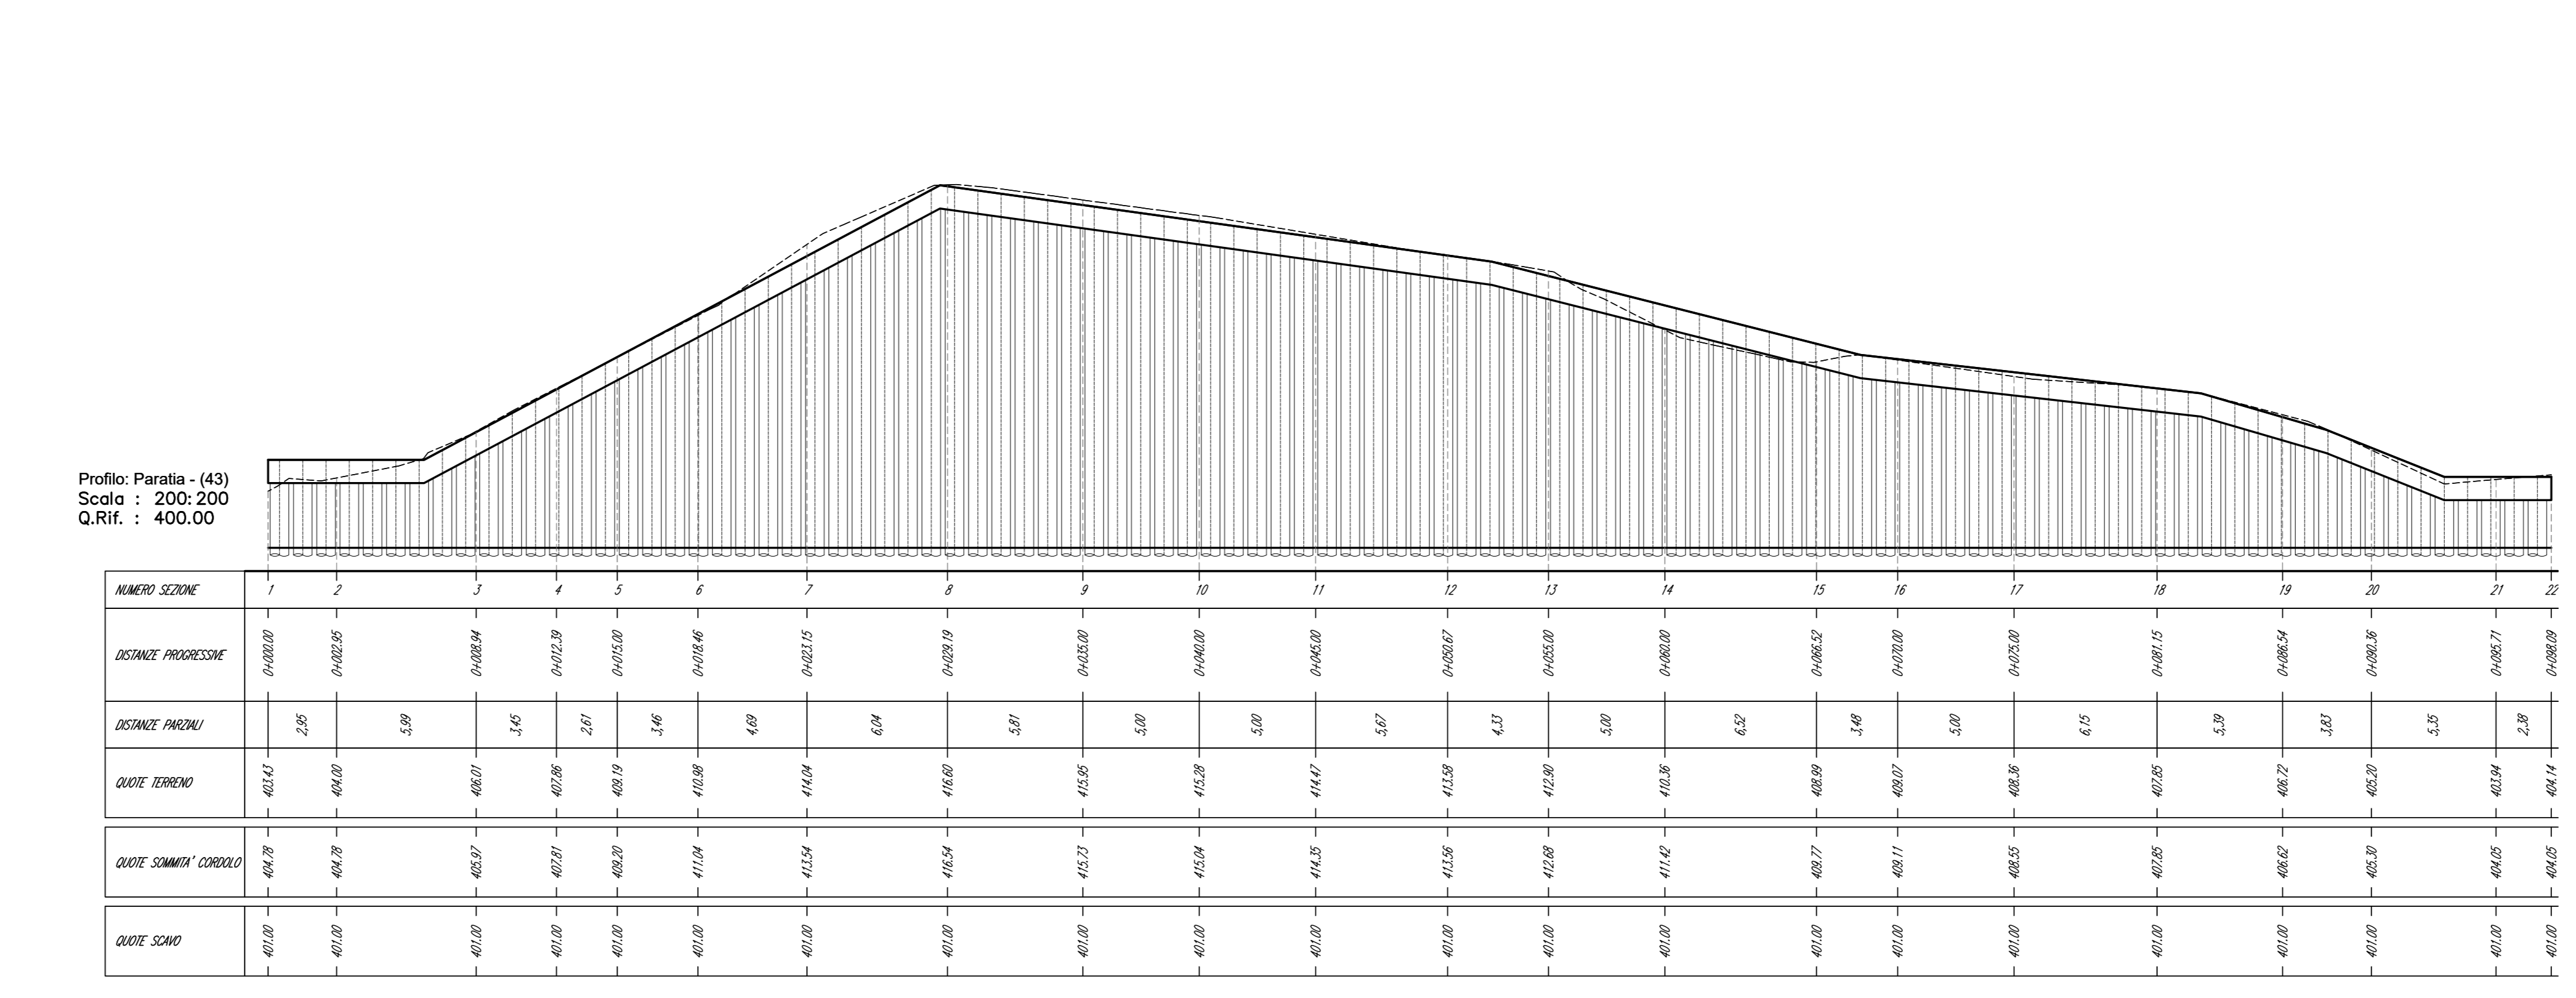 Profilo: Paratia - (43)
Scala : 200:200
Q.Rif. : 400.00
NUMERO SEZIONE 1 2 3 4 5 6 7 8 9 10 11 12 13 14 15 16 17 18 19 20 21 22
DISTANZE PROGRESSIVE 0+000.00 0+002.95 0+008.94 0+012.39 0+015.00 0+018.46 0+023.15 0+029.19 0+035.00 0+040.00 0+045.00 0+050.67 0+055.00 0+060.00 0+066.52 0+070.00 0+075.00 0+081.15 0+086.54 0+090.36 0+095.71 0+098.09
DISTANZE PARZIALI 2,95 5,99 3,45 2,61 3,46 4,69 6,04 5,81 5,00 5,00 5,67 4,33 5,00 6,52 3,48 5,00 6,15 5,39 3,83 5,35 2,38
QUOTE TERRENO 403.43 404.00 406.01 407.86 409.19 410.98 414.04 416.60 415.95 415.28 414.47 413.58 412.90 410.36 408.99 409.07 408.36 407.85 406.72 405.20 403.94 404.14
QUOTE SOMMITA' CORDOLO 404.78 404.78 405.97 407.81 409.20 411.04 413.54 416.54 415.73 415.04 414.35 413.56 412.68 411.42 409.77 409.11 408.55 407.85 406.62 405.30 404.05 404.05
QUOTE SCAVO 401.00 401.00 401.00 401.00 401.00 401.00 401.00 401.00 401.00 401.00 401.00 401.00 401.00 401.00 401.00 401.00 401.00 401.00 401.00 401.00 401.00 401.00